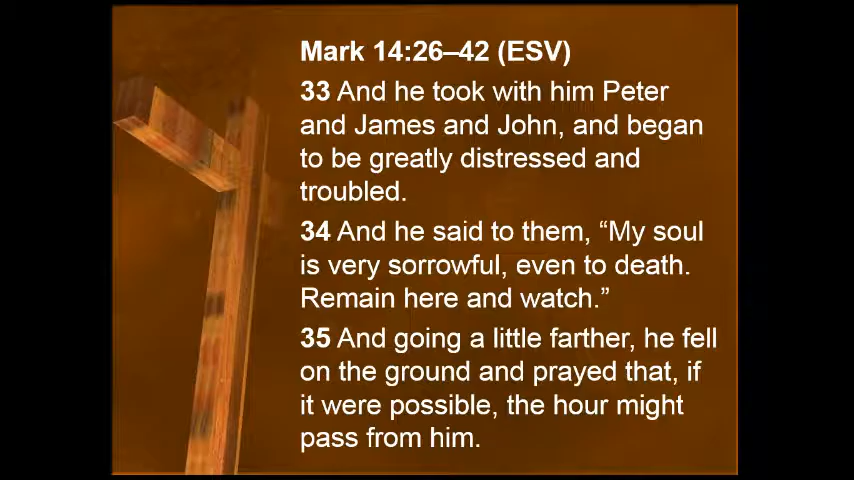 Mark 14:26–42 (ESV)
33 And he took with him Peter
and James and John, and began
to be greatly distressed and
troubled.
34 And he said to them, “My soul
is very sorrowful, even to death.
Remain here and watch.”
35 And going a little farther, he fell
on the ground and prayed that, if
it were possible, the hour might
pass from him.